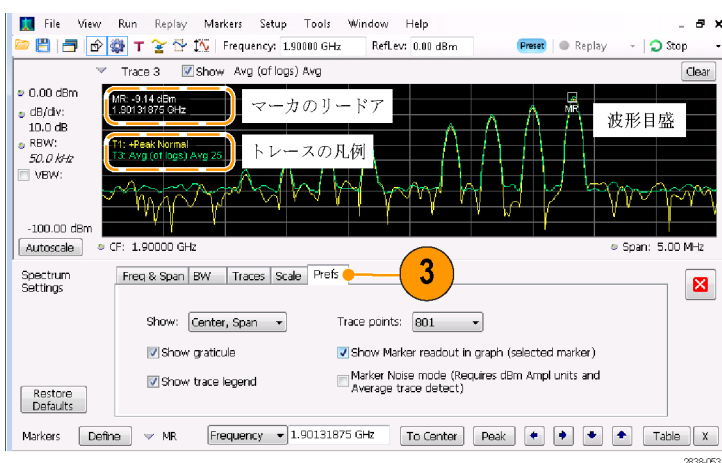 File View Run Replay Markers Setup Tools Window Help
T Frequency: 1.90000 GHz RefLev: 0.00 dBm Preset Replay Stop
Trace 3 Show Avg (of logs) Avg Clear
0.00 dBm
dB/div:
10.0 dB
RBW:
50.0 kHz
VBW:
-100.00 dBm
MR: -9.14 dBm
1.90131875 GHz
マーカのリードア
T1: +Peak Normal
T3: Avg (of logs) Avg 25
トレースの凡例
MR
波形目盛
Autoscale CF: 1.90000 GHz Span: 5.00 MHz
Spectrum
Settings
Freq & Span BW Traces Scale Prefs
3
Show: Center, Span Trace points: 801
Show graticule Show Marker readout in graph (selected marker)
Show trace legend Marker Noise mode (Requires dBm Ampl units and
Average trace detect)
Restore
Defaults
Markers Define MR Frequency 1.90131875 GHz To Center Peak Table X
2838-053